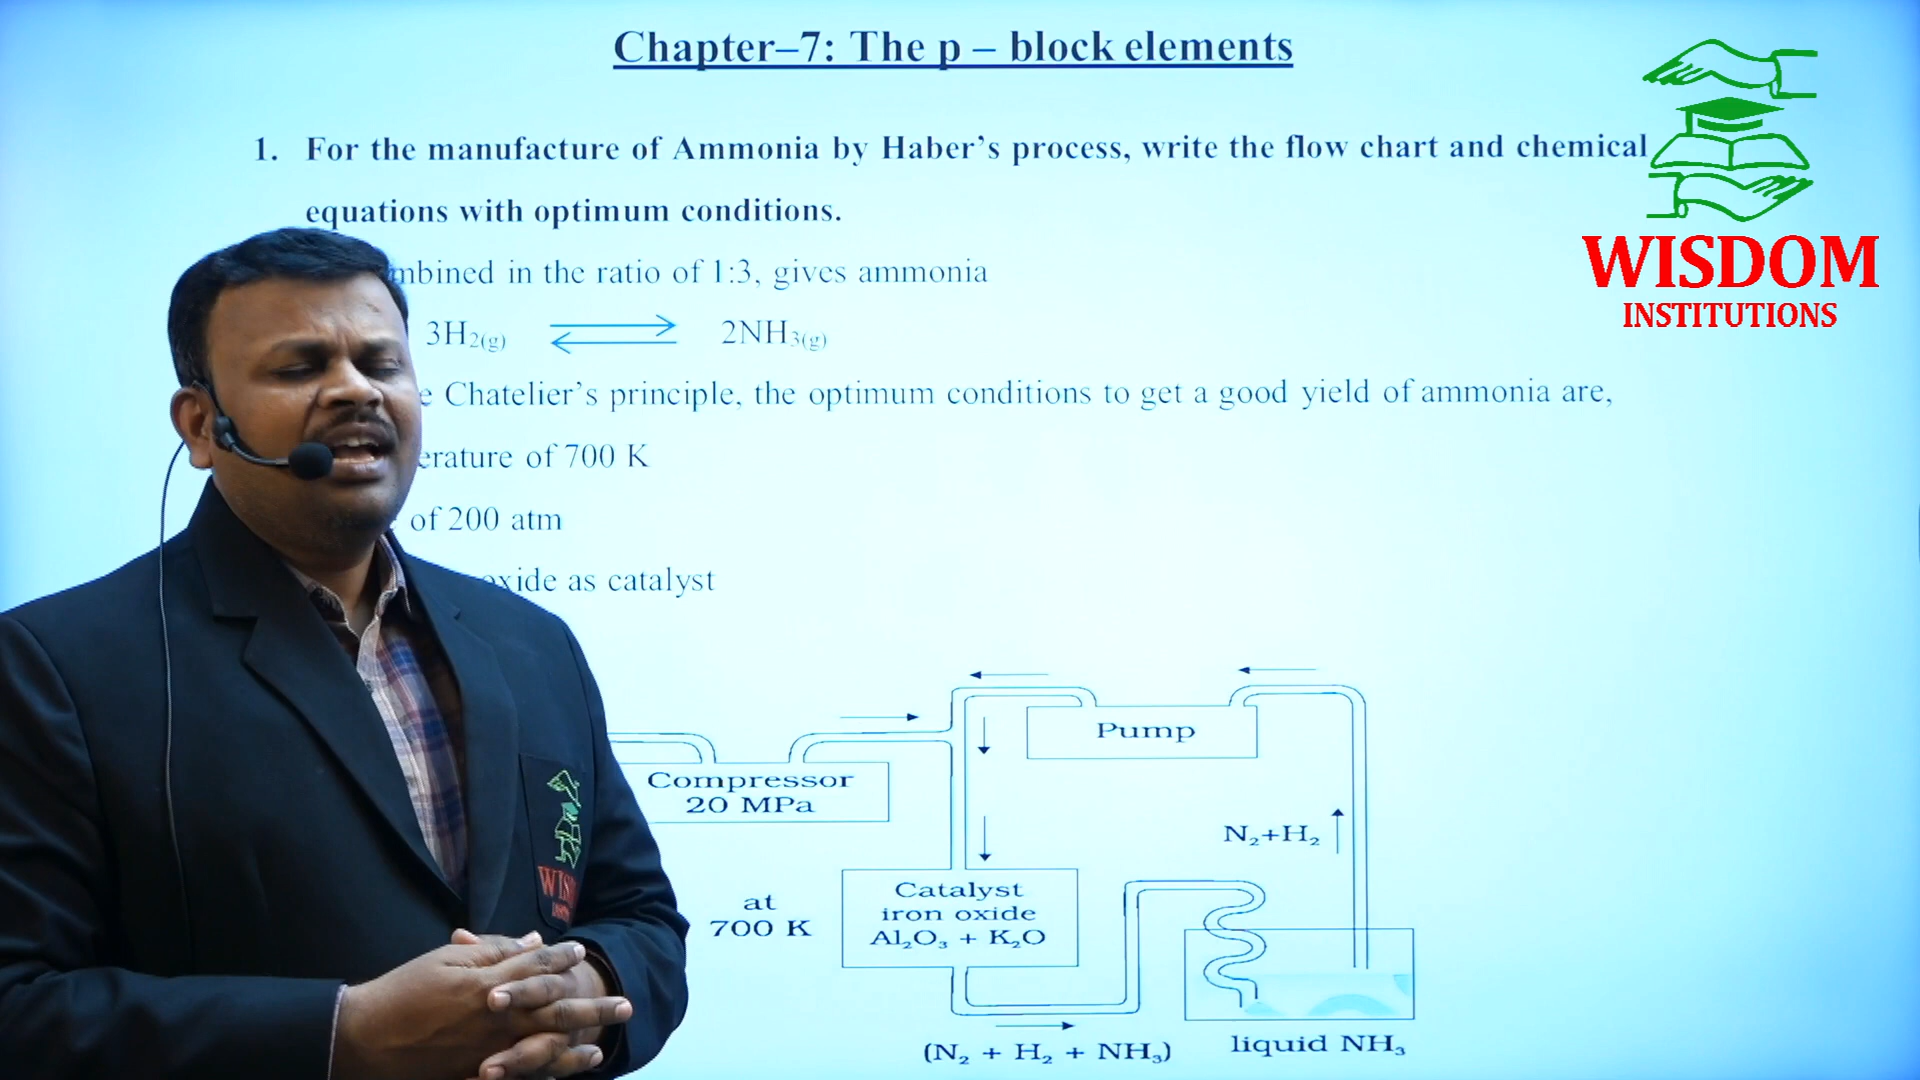 Chapter–7: The p – block elements
1. For the manufacture of Ammonia by Haber's process, write the flow chart and chemical
equations with optimum conditions.
in the ratio of 1:3, gives ammonia
3H₂(g) ⇌ 2NH₃(g)
Chatelier's principle, the optimum conditions to get a good yield of ammonia are,
of 700 K
of 200 atm
as catalyst
Pump
Compressor
20 MPa
N₂+H₂
at
700 K
Catalyst
iron oxide
Al₂O₃ + K₂O
(N₂ + H₂ + NH₃)
liquid NH₃
WISDOM
INSTITUTIONS